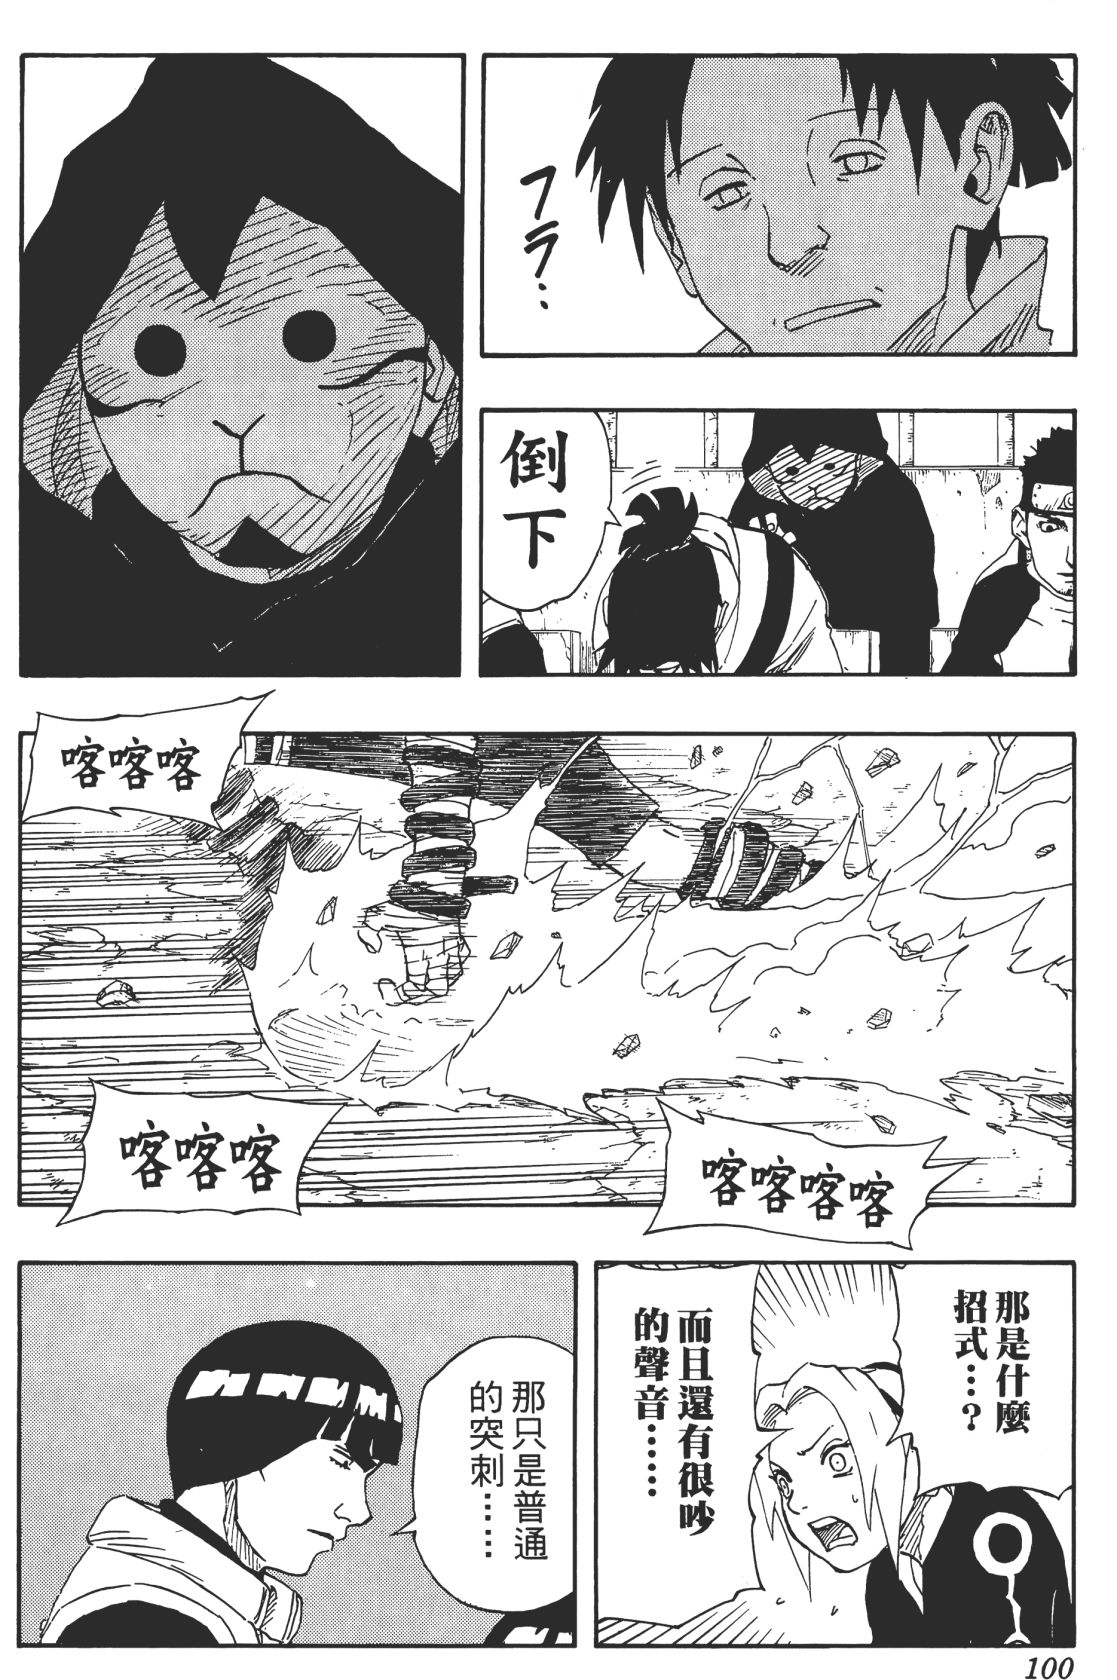 フラ‥
倒下
喀喀喀
喀喀喀
喀喀喀喀
那是什麼
招式…?
而且還有很吵
的聲音……
那只是普通
的突刺……
100